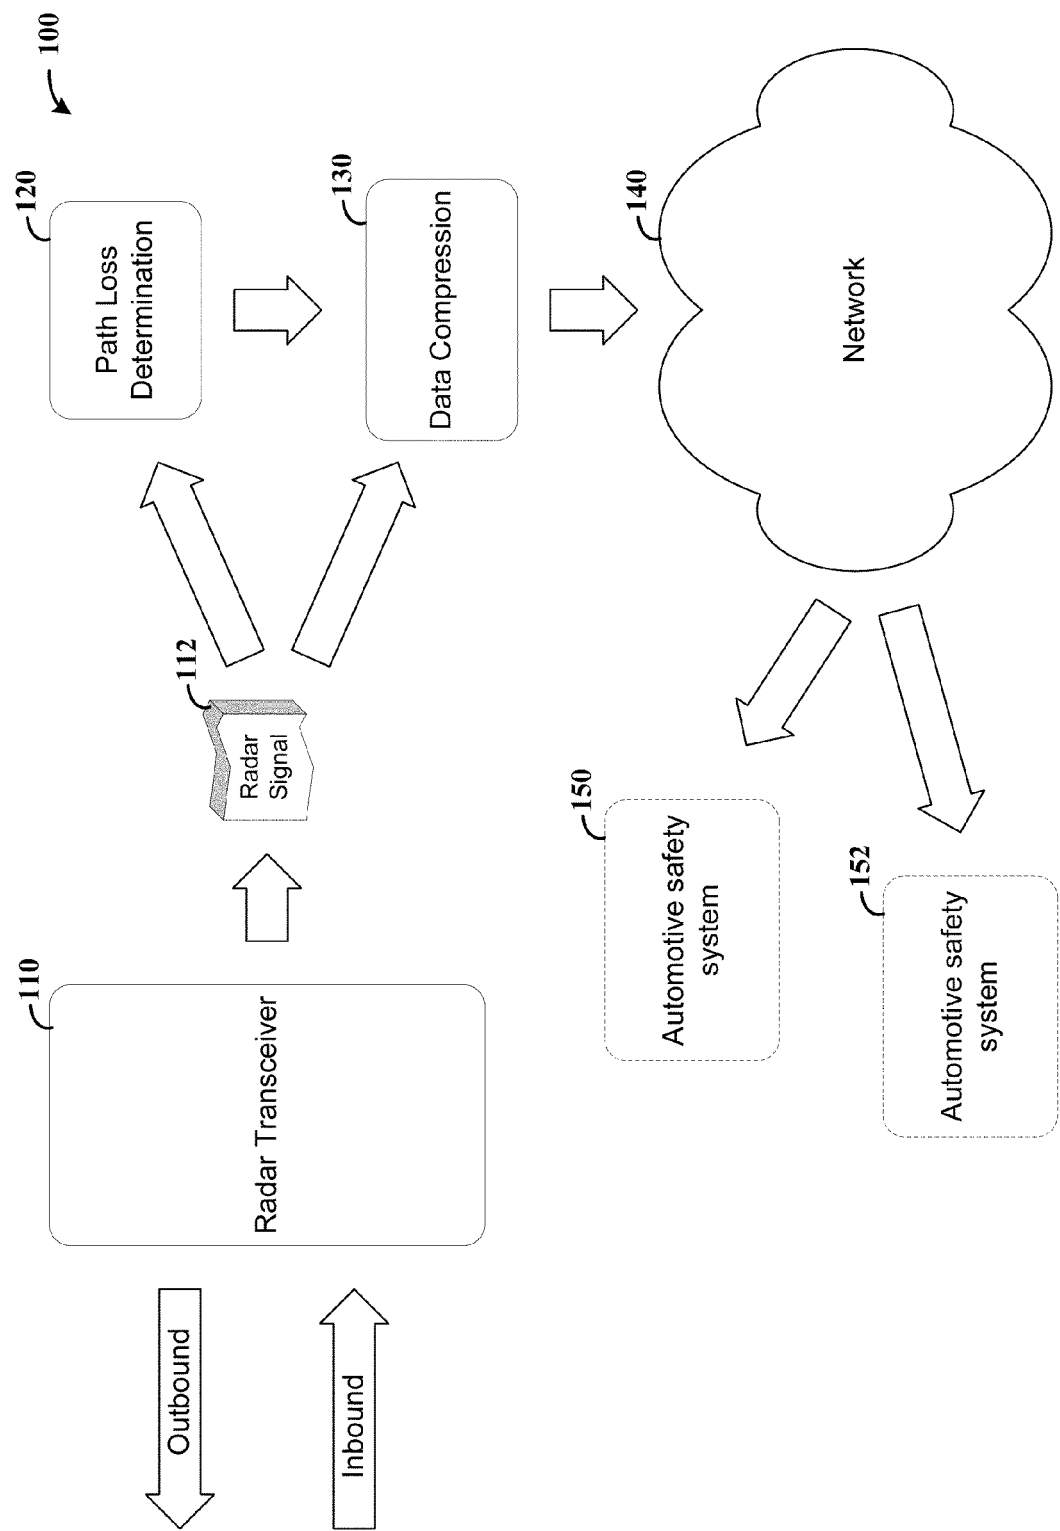 100
110
Radar Transceiver
Outbound
Inbound
112
Radar
Signal
120
Path Loss
Determination
130
Data Compression
140
Network
150
Automotive safety
system
152
Automotive safety
system